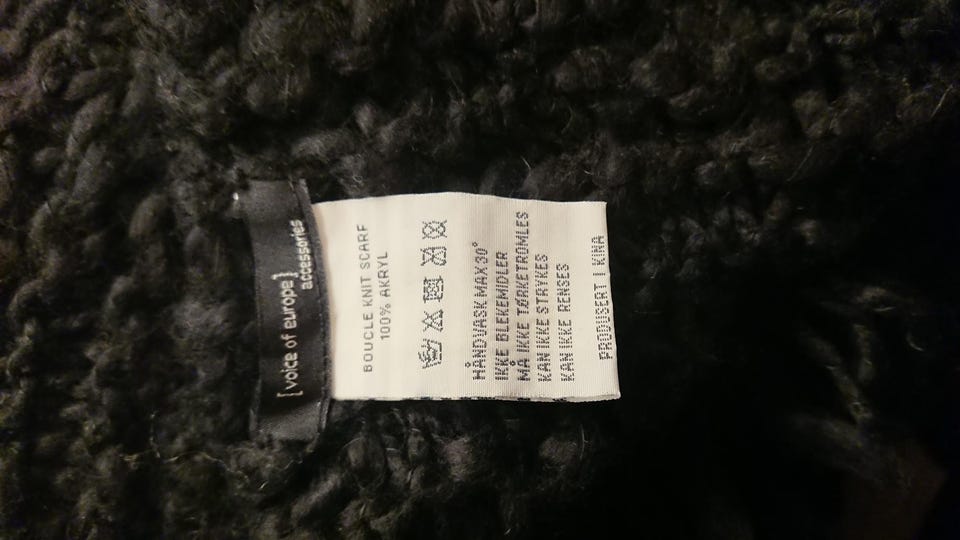 [voice of europe]
accessories
BOUCLE KNIT SCARF
100% AKRYL
HÅNDVASK MAX 30°
IKKE BLEKEMIDLER
MÅ IKKE TØRKETROMLES
KAN IKKE STRYKES
KAN IKKE RENSES
PRODUSERT I KINA